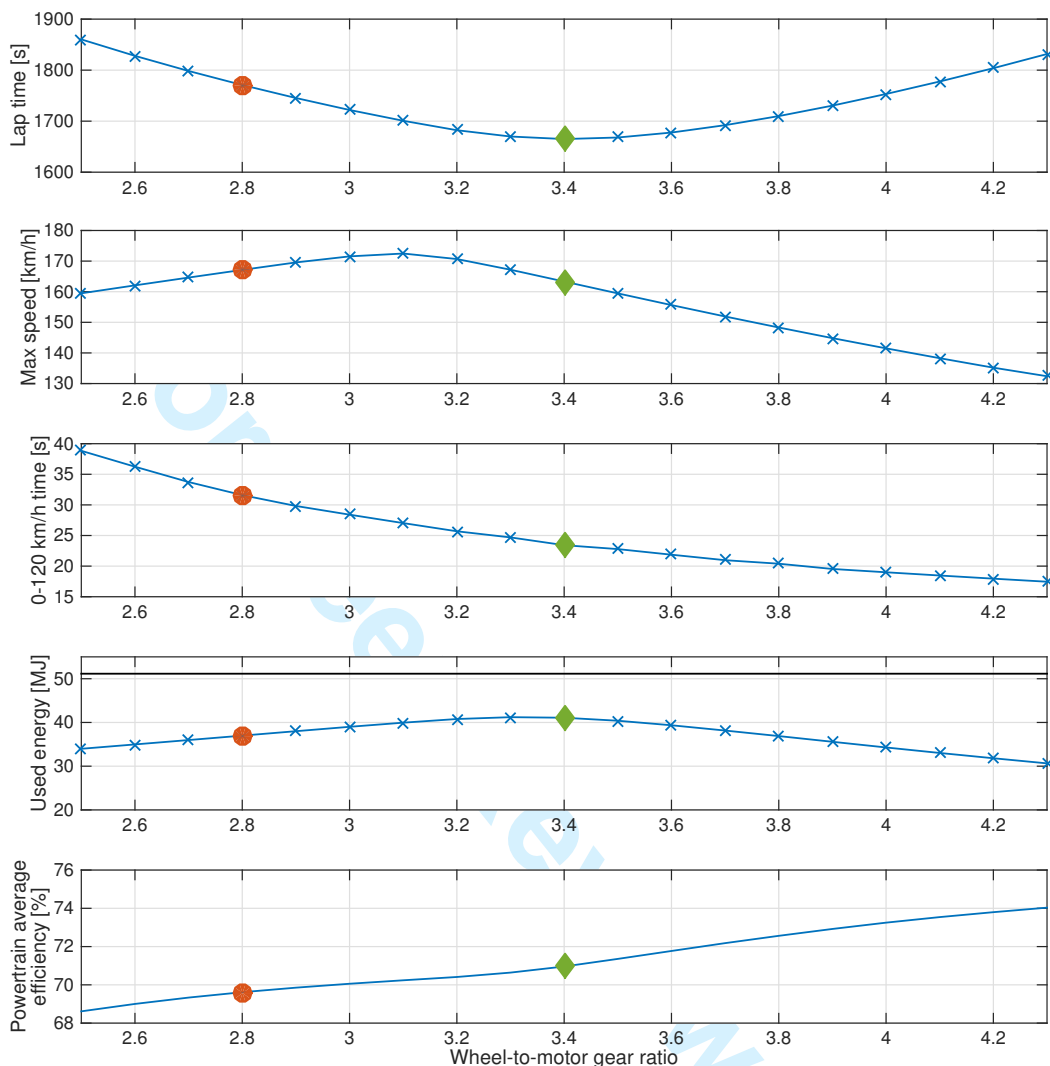 Lap time [s]
1900
1800
1700
1600
2.6 2.8 3 3.2 3.4 3.6 3.8 4 4.2
Max speed [km/h]
180
170
160
150
140
130
2.6 2.8 3 3.2 3.4 3.6 3.8 4 4.2
0-120 km/h time [s]
40
35
30
25
20
15
2.6 2.8 3 3.2 3.4 3.6 3.8 4 4.2
Used energy [MJ]
50
40
30
20
2.6 2.8 3 3.2 3.4 3.6 3.8 4 4.2
Powertrain average
efficiency [%]
76
74
72
70
68
2.6 2.8 3 3.2 3.4 3.6 3.8 4 4.2
Wheel-to-motor gear ratio